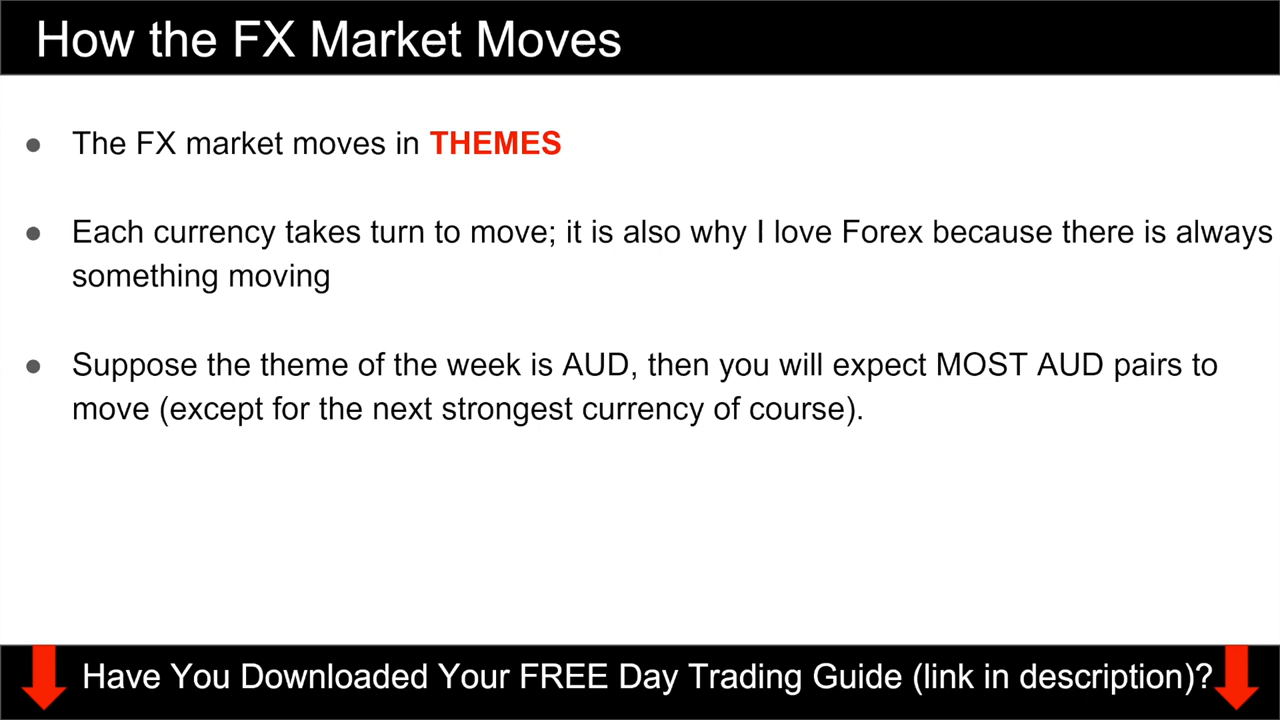 How the FX Market Moves
● The FX market moves in THEMES
● Each currency takes turn to move; it is also why I love Forex because there is always
something moving
● Suppose the theme of the week is AUD, then you will expect MOST AUD pairs to
move (except for the next strongest currency of course).
Have You Downloaded Your FREE Day Trading Guide (link in description)?